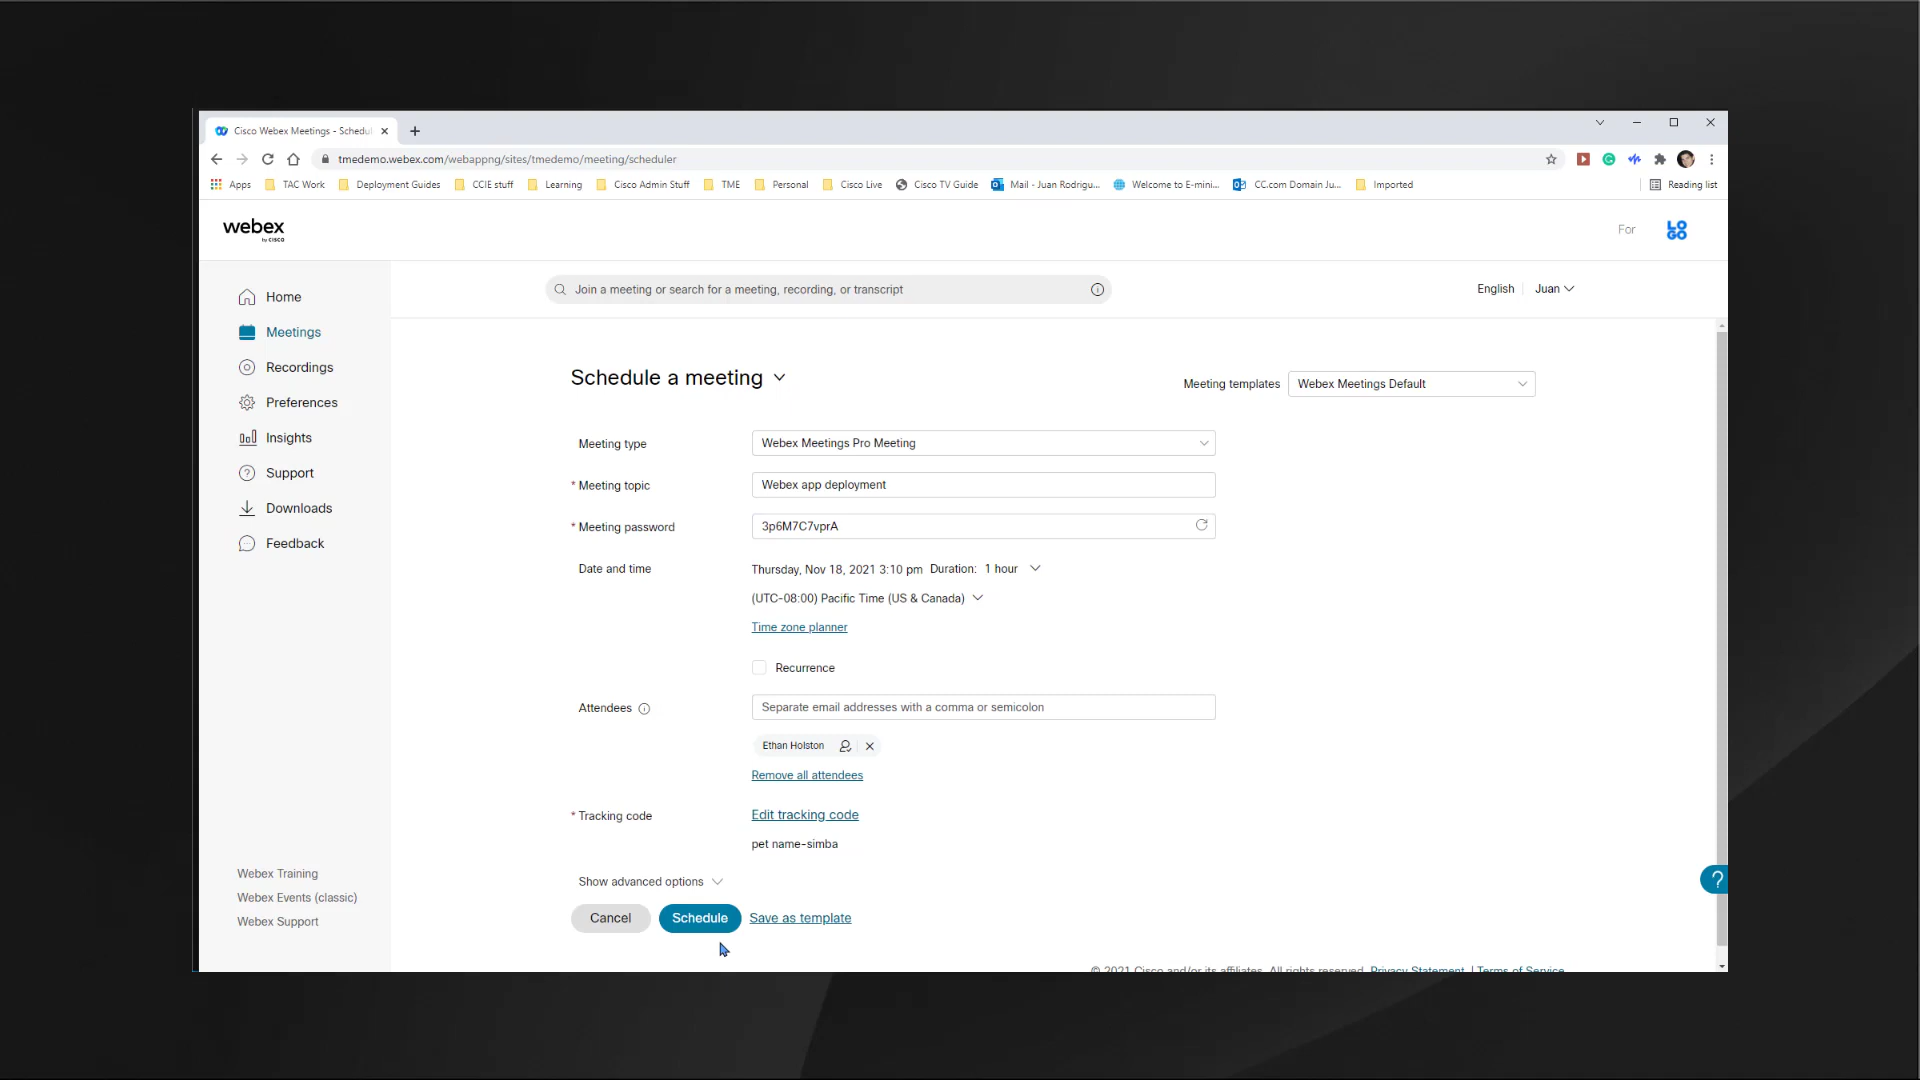 Cisco Webex Meetings - Schedul
tmedemo.webex.com/webappng/sites/tmedemo/meeting/scheduler
Apps TAC Work Deployment Guides CCIE stuff Learning Cisco Admin Stuff TME Personal Cisco Live Cisco TV Guide Mail - Juan Rodrigu... Welcome to E-mini... CC.com Domain Ju... Imported Reading list
webex
by CISCO
For LOGO
Join a meeting or search for a meeting, recording, or transcript
English Juan
Home
Meetings
Recordings
Preferences
Insights
Support
Downloads
Feedback
Webex Training
Webex Events (classic)
Webex Support
Schedule a meeting
Meeting templates Webex Meetings Default
Meeting type Webex Meetings Pro Meeting
* Meeting topic Webex app deployment
* Meeting password 3p6M7C7vprA
Date and time Thursday, Nov 18, 2021 3:10 pm Duration: 1 hour
(UTC-08:00) Pacific Time (US & Canada)
Time zone planner
Recurrence
Attendees Separate email addresses with a comma or semicolon
Ethan Holston
Remove all attendees
* Tracking code Edit tracking code
pet name-simba
Show advanced options
Cancel Schedule Save as template
?
© 2021 Cisco and/or its affiliates. All rights reserved. Privacy Statement | Terms of Service